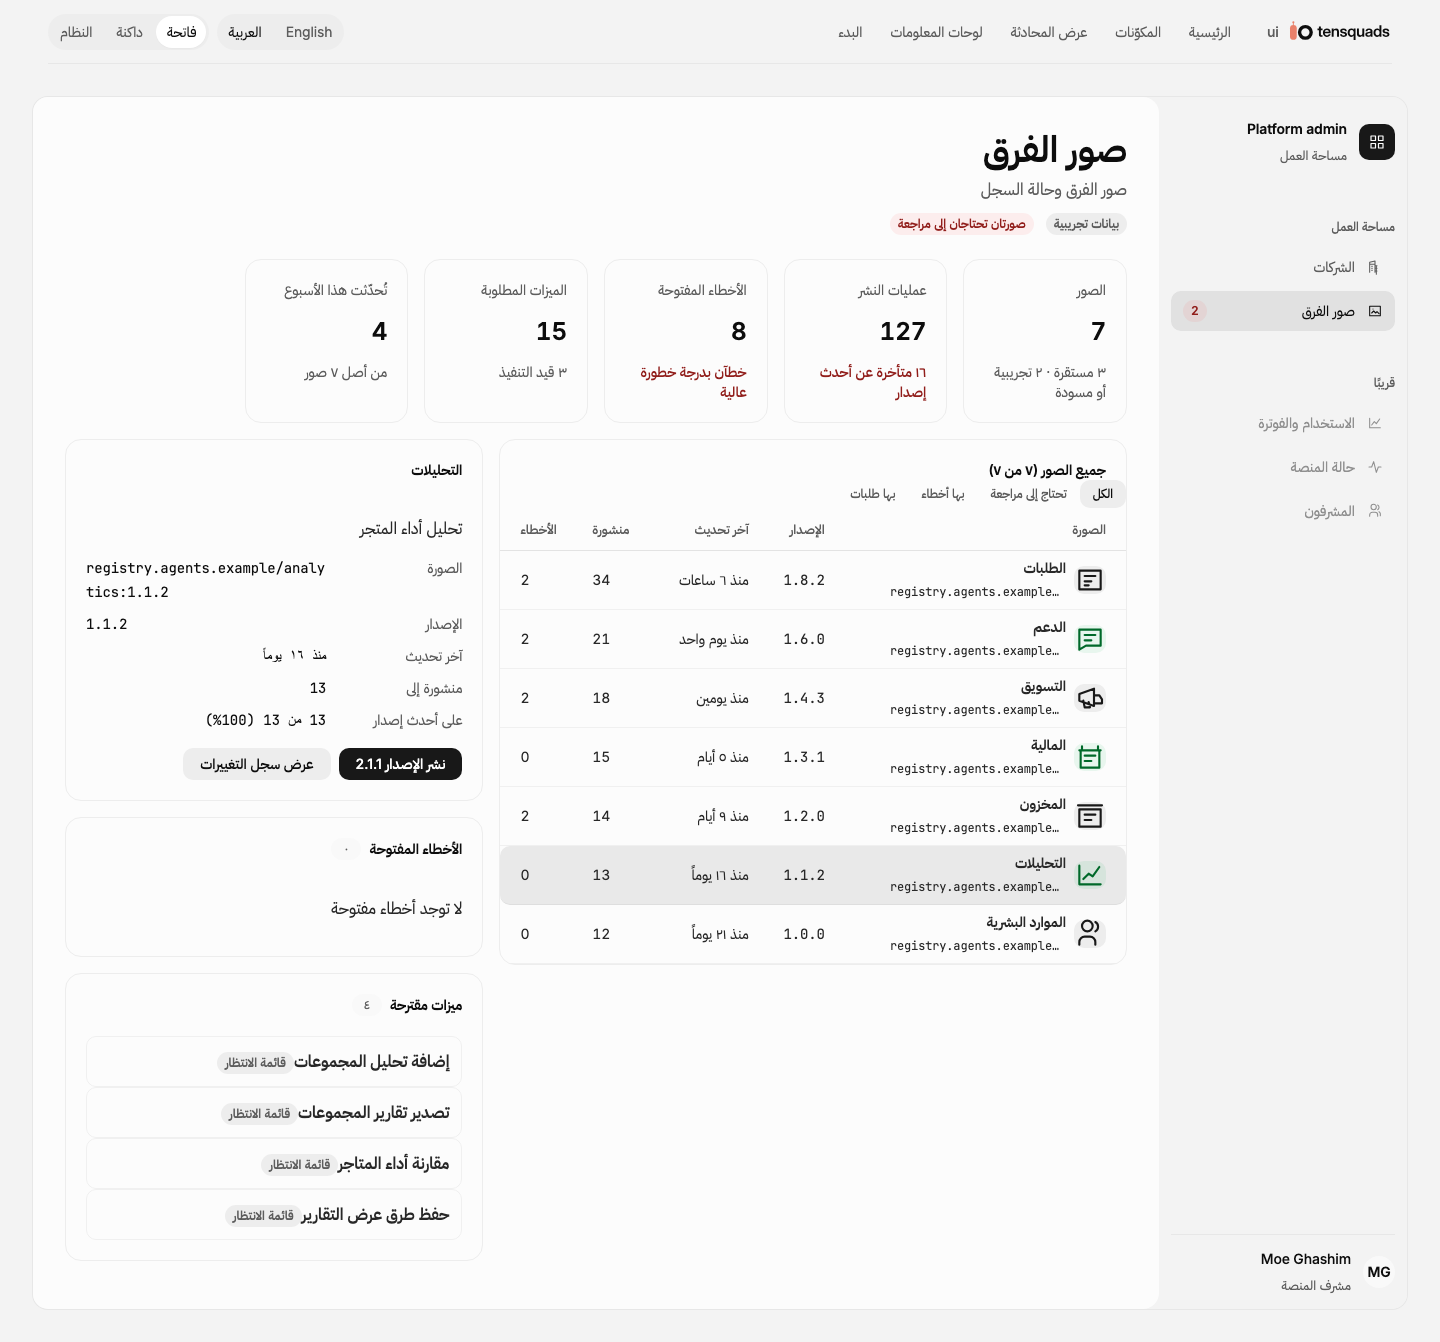 tensquads ui
الرئيسية
المكوّنات
عرض المحادثة
لوحات المعلومات
البدء
English
العربية
فاتحة
داكنة
النظام
Platform admin
مساحة العمل
مساحة العمل
الشركات
صور الفرق 2
قريبًا
الاستخدام والفوترة
حالة المنصة
المشرفون
MG Moe Ghashim
مشرف المنصة
صور الفرق
صور الفرق وحالة السجل
بيانات تجريبية
صورتان تحتاجان إلى مراجعة
الصور
7
٣ مستقرة · ٢ تجريبية
أو مسودة
عمليات النشر
127
١٦ متأخرة عن أحدث
إصدار
الأخطاء المفتوحة
8
خطآن بدرجة خطورة
عالية
الميزات المطلوبة
15
٣ قيد التنفيذ
تُحدّثت هذا الأسبوع
4
من أصل ٧ صور
جميع الصور (٧ من ٧)
الكل
تحتاج إلى مراجعة
بها أخطاء
بها طلبات
الصورة الإصدار آخر تحديث منشورة الأخطاء
الطلبات
registry.agents.example…
1.8.2 منذ ٦ ساعات 34 2
الدعم
registry.agents.example…
1.6.0 منذ يوم واحد 21 2
التسويق
registry.agents.example…
1.4.3 منذ يومين 18 2
المالية
registry.agents.example…
1.3.1 منذ ٥ أيام 15 0
المخزون
registry.agents.example…
1.2.0 منذ ٩ أيام 14 2
التحليلات
registry.agents.example…
1.1.2 منذ ١٦ يوماً 13 0
الموارد البشرية
registry.agents.example…
1.0.0 منذ ٢١ يوماً 12 0
التحليلات
تحليل أداء المتجر
الصورة registry.agents.example/analy
tics:1.1.2
الإصدار 1.1.2
آخر تحديث منذ ١٦ يوماً
منشورة إلى 13
على أحدث إصدار 13 من 13 (100%)
نشر الإصدار 2.1.1
عرض سجل التغييرات
الأخطاء المفتوحة ٠
لا توجد أخطاء مفتوحة
ميزات مقترحة ٤
إضافة تحليل المجموعات قائمة الانتظار
تصدير تقارير المجموعات قائمة الانتظار
مقارنة أداء المتاجر قائمة الانتظار
حفظ طرق عرض التقارير قائمة الانتظار